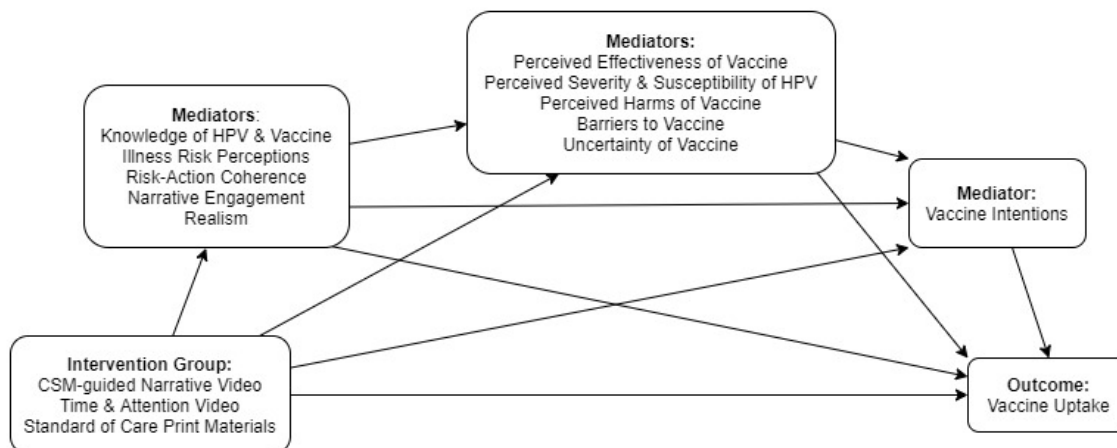 Mediators:
Perceived Effectiveness of Vaccine
Perceived Severity & Susceptibility of HPV
Perceived Harms of Vaccine
Barriers to Vaccine
Uncertainty of Vaccine
Mediators:
Knowledge of HPV & Vaccine
Illness Risk Perceptions
Risk-Action Coherence
Narrative Engagement
Realism
Mediator:
Vaccine Intentions
Intervention Group:
CSM-guided Narrative Video
Time & Attention Video
Standard of Care Print Materials
Outcome:
Vaccine Uptake